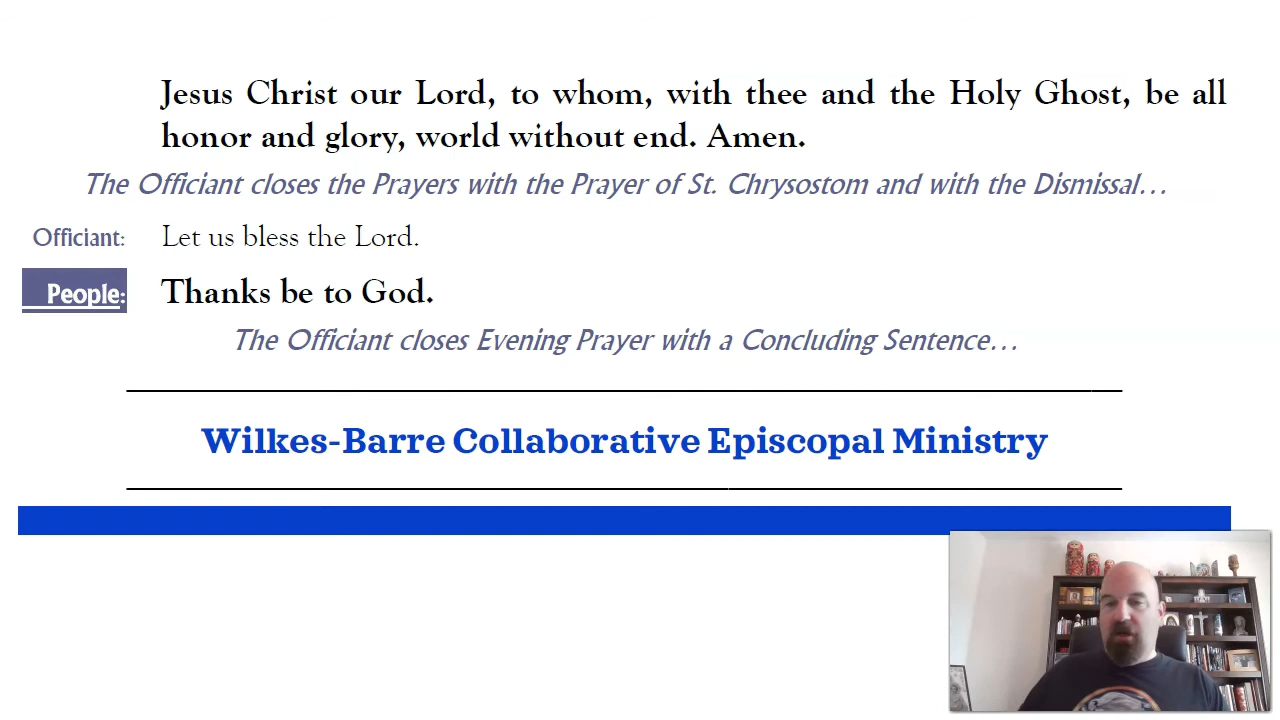 Jesus Christ our Lord, to whom, with thee and the Holy Ghost, be all
honor and glory, world without end. Amen.
The Officiant closes the Prayers with the Prayer of St. Chrysostom and with the Dismissal…
Officiant: Let us bless the Lord.
People: Thanks be to God.
The Officiant closes Evening Prayer with a Concluding Sentence…
Wilkes-Barre Collaborative Episcopal Ministry